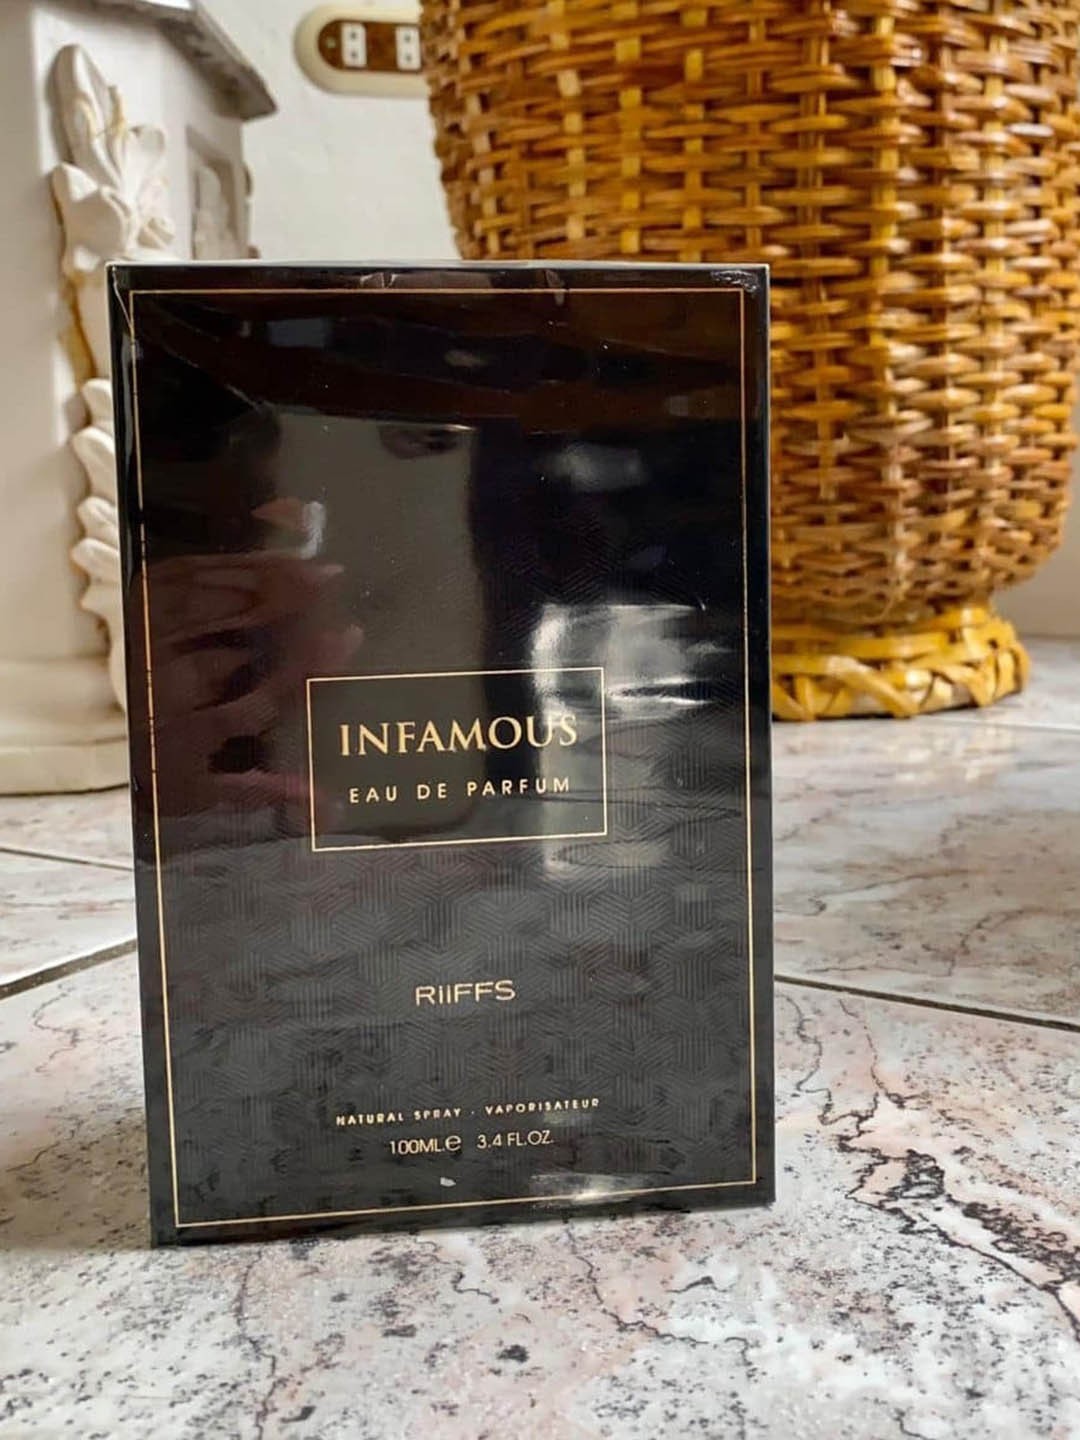 INFAMOUS
EAU DE PARFUM
RiiFFS
NATURAL SPRAY · VAPORISATEUR
100ML.℮ 3.4 FL.OZ.